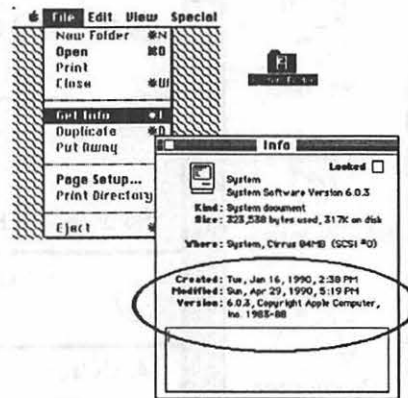 File Edit View Special
New Folder ⌘N
Open ⌘O
Print
Close ⌘W
Get Info ⌘I
Duplicate ⌘D
Put Away
Page Setup...
Print Directory
Eject
Info
Locked
System
System Software Version 6.0.3
Kind: System document
Size: 323,538 bytes used, 317K on disk
Where: System, Cirrus 84MB (SCSI #0)
Created: Tue, Jan 16, 1990, 2:38 PM
Modified: Sun, Apr 29, 1990, 5:19 PM
Version: 6.0.3, Copyright Apple Computer,
Inc. 1983-88